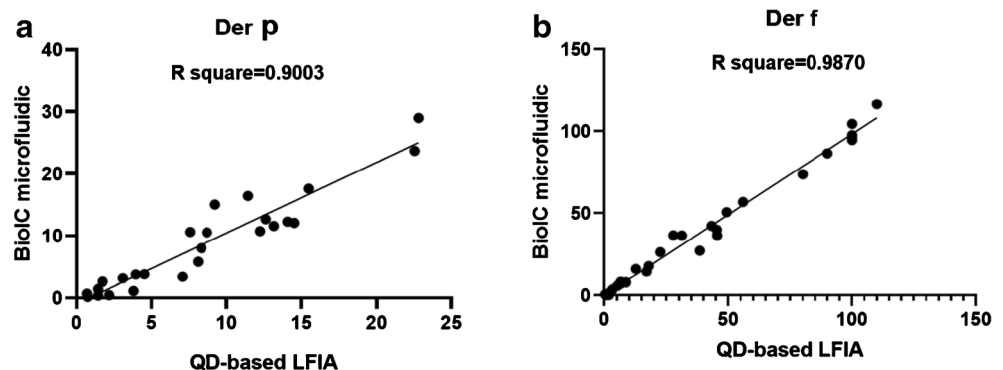 a
Der p
R square=0.9003
BioIC microfluidic
40
30
20
10
0
0 5 10 15 20 25
QD-based LFIA
b
Der f
R square=0.9870
BioIC microfluidic
150
100
50
0
0 50 100 150
QD-based LFIA